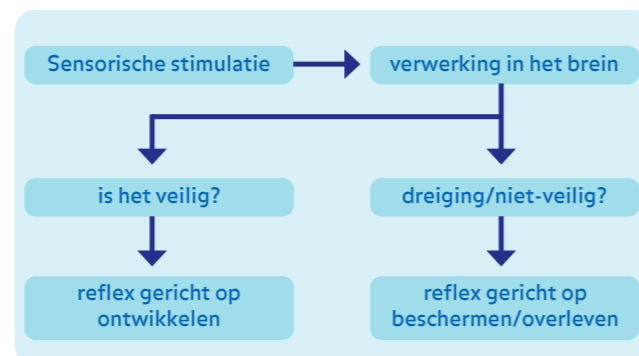 Sensorische stimulatie
verwerking in het brein
is het veilig?
dreiging/niet-veilig?
reflex gericht op
ontwikkelen
reflex gericht op
beschermen/overleven